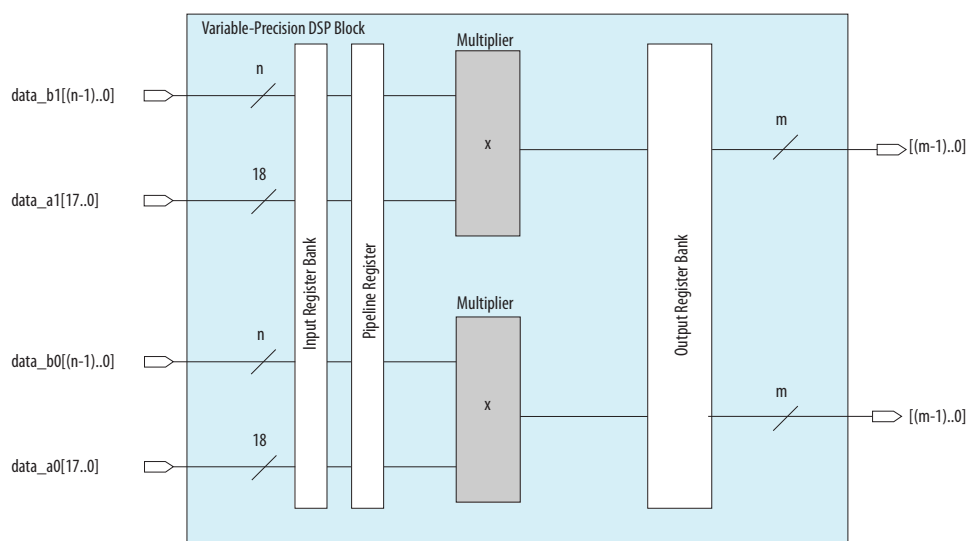 Variable-Precision DSP Block
Multiplier
n
data_b1[(n-1)..0]
x
m
[(m-1)..0]
18
data_a1[17..0]
Input Register Bank
Pipeline Register
Output Register Bank
Multiplier
n
data_b0[(n-1)..0]
x
m
[(m-1)..0]
18
data_a0[17..0]